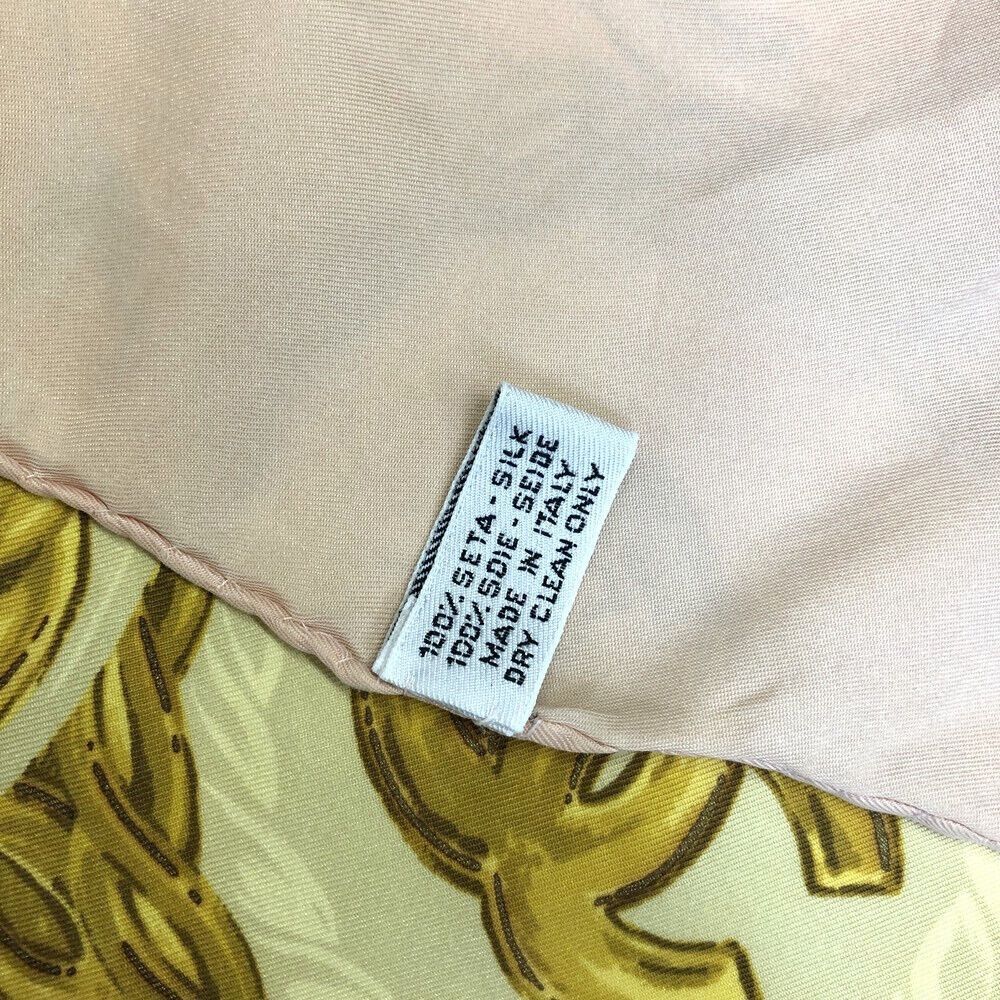 100% SETA - SILK
100% SOIE - SEIDE
MADE IN ITALY
DRY CLEAN ONLY